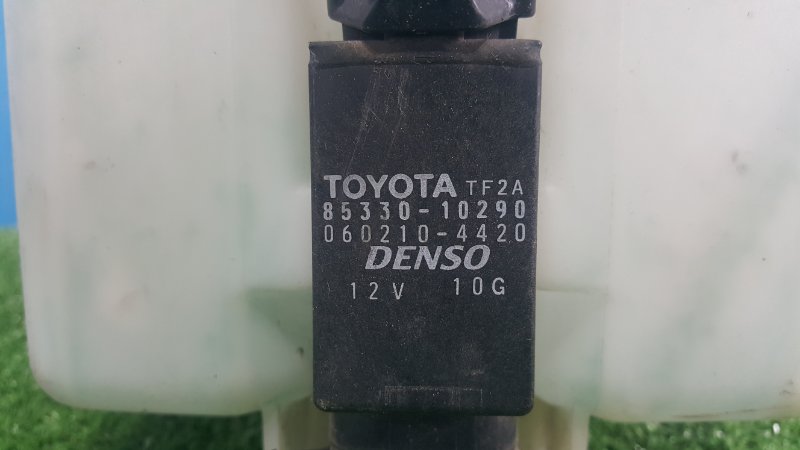 TOYOTA TF2A
85330-10290
060210-4420
DENSO
12V 10G